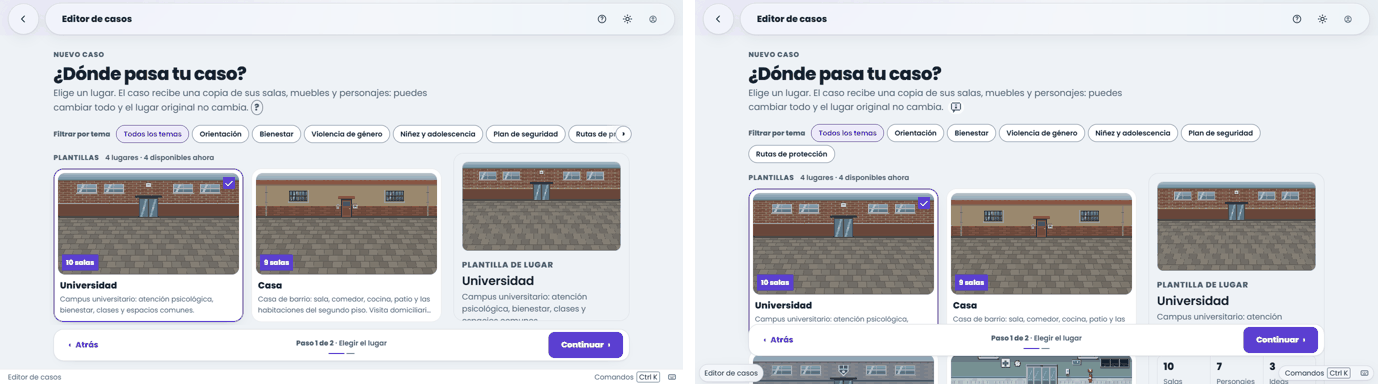 Editor de casos
NUEVO CASO
¿Dónde pasa tu caso?
Elige un lugar. El caso recibe una copia de sus salas, muebles y personajes: puedes
cambiar todo y el lugar original no cambia. ?
Filtrar por tema Todos los temas Orientación Bienestar Violencia de género Niñez y adolescencia Plan de seguridad Rutas de
PLANTILLAS 4 lugares · 4 disponibles ahora
10 salas
9 salas
Universidad
Campus universitario: atención psicológica,
bienestar, clases y espacios comunes.
Casa
Casa de barrio: sala, comedor, cocina, patio y las
habitaciones del segundo piso. Visita domiciliari...
PLANTILLA DE LUGAR
Universidad
Campus universitario: atención
psicológica, bienestar, clases y
espacios comunes.
‹ Atrás
Paso 1 de 2 · Elegir el lugar
Continuar ›
Editor de casos
Comandos Ctrl K
Editor de casos
NUEVO CASO
¿Dónde pasa tu caso?
Elige un lugar. El caso recibe una copia de sus salas, muebles y personajes: puedes
cambiar todo y el lugar original no cambia.
Filtrar por tema Todos los temas Orientación Bienestar Violencia de género Niñez y adolescencia Plan de seguridad
Rutas de protección
PLANTILLAS 4 lugares · 4 disponibles ahora
10 salas
9 salas
Universidad
Campus universitario: atención psicológica,
Casa
Casa de barrio: sala, comedor, cocina, patio y las
PLANTILLA DE LUGAR
Universidad
Campus universitario: atención
‹ Atrás
Paso 1 de 2 · Elegir el lugar
Continuar ›
10 7 3
Salas Personajes Ideas
Editor de casos
Comandos Ctrl K